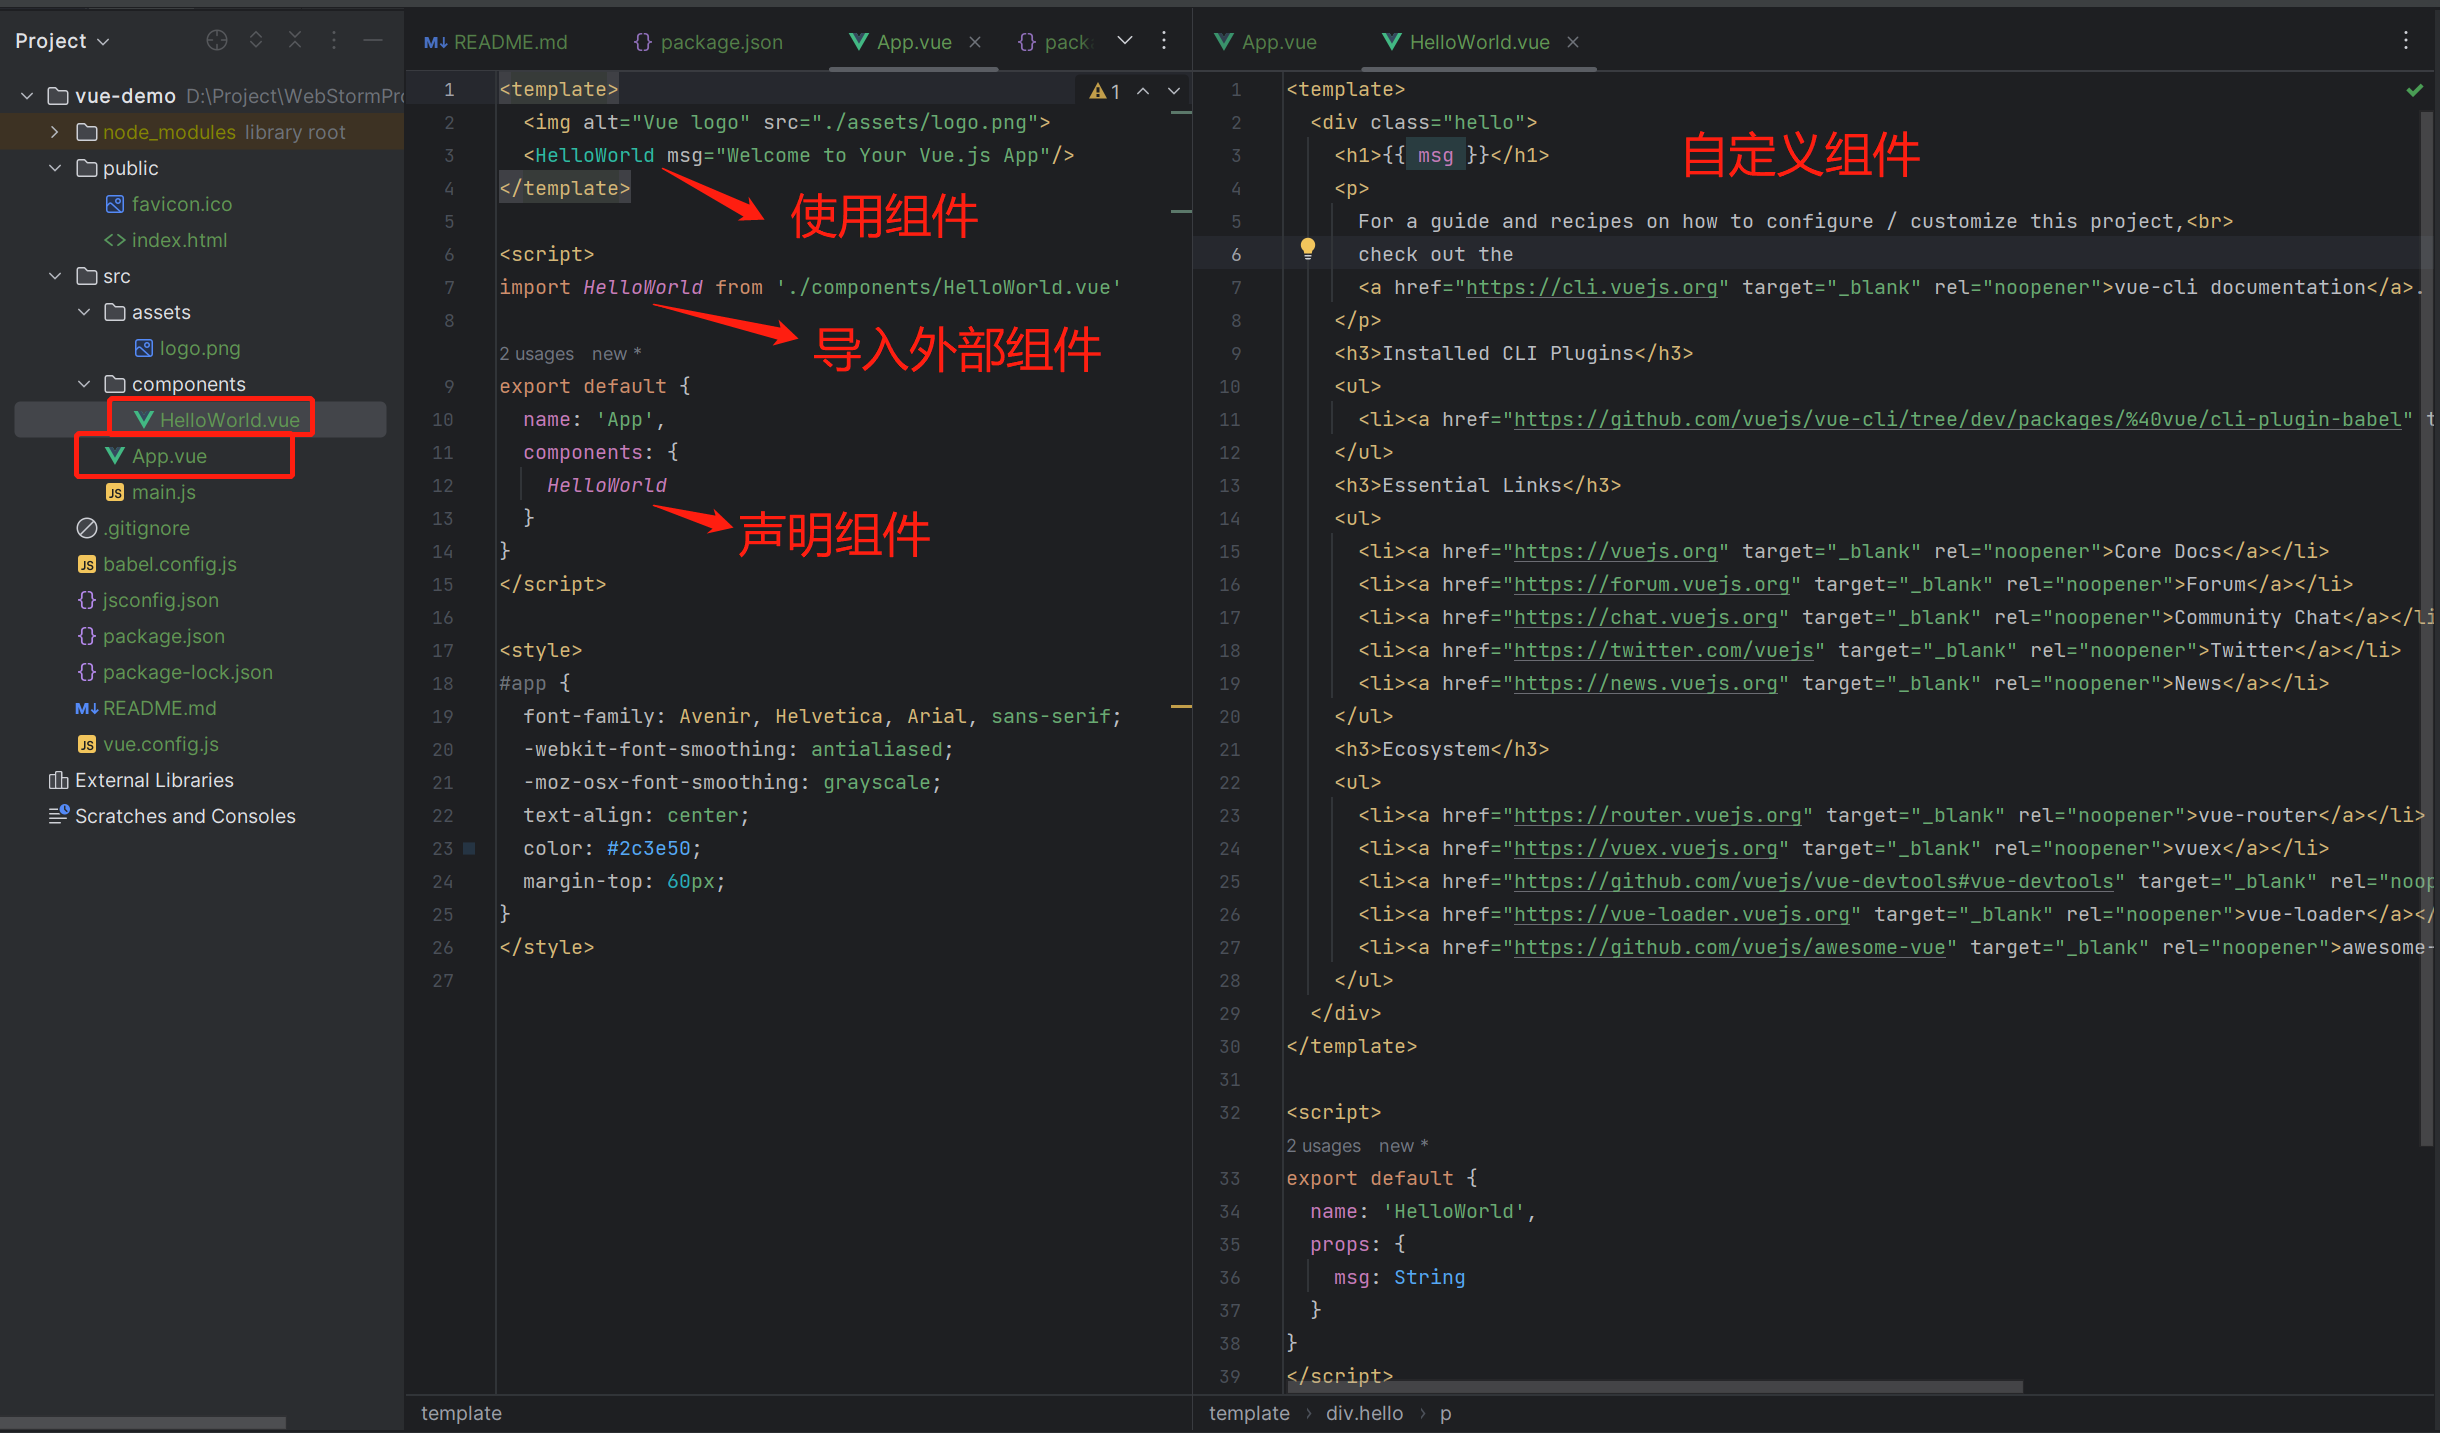 Project
vue-demo D:\Project\WebStormPro
node_modules library root
public
favicon.ico
index.html
src
assets
logo.png
components
HelloWorld.vue
App.vue
main.js
.gitignore
babel.config.js
jsconfig.json
package.json
package-lock.json
README.md
vue.config.js
External Libraries
Scratches and Consoles
README.md package.json App.vue pack
1
1 <template>
2 <img alt="Vue logo" src="./assets/logo.png">
3 <HelloWorld msg="Welcome to Your Vue.js App"/>
4 </template>
使用组件
5
6 <script>
7 import HelloWorld from './components/HelloWorld.vue'
8
导入外部组件
2 usages new *
9 export default {
10 name: 'App',
11 components: {
12 HelloWorld
13 }
声明组件
14 }
15 </script>
16
17 <style>
18 #app {
19 font-family: Avenir, Helvetica, Arial, sans-serif;
20 -webkit-font-smoothing: antialiased;
21 -moz-osx-font-smoothing: grayscale;
22 text-align: center;
23 color: #2c3e50;
24 margin-top: 60px;
25 }
26 </style>
27
template
App.vue HelloWorld.vue
1 <template>
2 <div class="hello">
自定义组件
3 <h1>{{ msg }}</h1>
4 <p>
5 For a guide and recipes on how to configure / customize this project,<br>
6 check out the
7 <a href="https://cli.vuejs.org" target="_blank" rel="noopener">vue-cli documentation</a>.
8 </p>
9 <h3>Installed CLI Plugins</h3>
10 <ul>
11 <li><a href="https://github.com/vuejs/vue-cli/tree/dev/packages/%40vue/cli-plugin-babel" t
12 </ul>
13 <h3>Essential Links</h3>
14 <ul>
15 <li><a href="https://vuejs.org" target="_blank" rel="noopener">Core Docs</a></li>
16 <li><a href="https://forum.vuejs.org" target="_blank" rel="noopener">Forum</a></li>
17 <li><a href="https://chat.vuejs.org" target="_blank" rel="noopener">Community Chat</a></li
18 <li><a href="https://twitter.com/vuejs" target="_blank" rel="noopener">Twitter</a></li>
19 <li><a href="https://news.vuejs.org" target="_blank" rel="noopener">News</a></li>
20 </ul>
21 <h3>Ecosystem</h3>
22 <ul>
23 <li><a href="https://router.vuejs.org" target="_blank" rel="noopener">vue-router</a></li>
24 <li><a href="https://vuex.vuejs.org" target="_blank" rel="noopener">vuex</a></li>
25 <li><a href="https://github.com/vuejs/vue-devtools#vue-devtools" target="_blank" rel="noop
26 <li><a href="https://vue-loader.vuejs.org" target="_blank" rel="noopener">vue-loader</a></
27 <li><a href="https://github.com/vuejs/awesome-vue" target="_blank" rel="noopener">awesome-
28 </ul>
29 </div>
30 </template>
31
32 <script>
2 usages new *
33 export default {
34 name: 'HelloWorld',
35 props: {
36 msg: String
37 }
38 }
39 </script>
template › div.hello › p